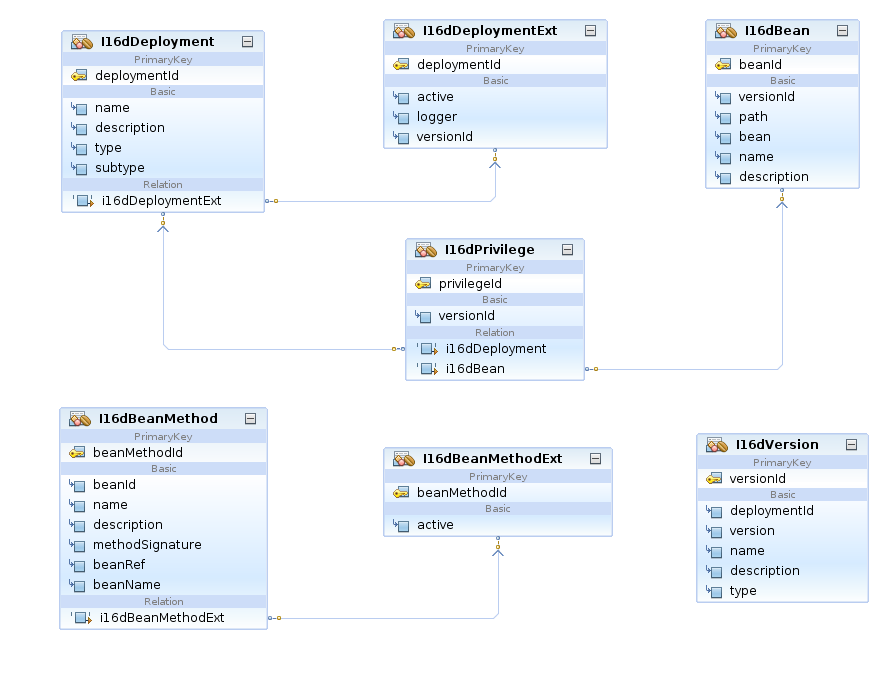 I16dDeployment
PrimaryKey
deploymentId
Basic
name
description
type
subtype
Relation
i16dDeploymentExt
I16dDeploymentExt
PrimaryKey
deploymentId
Basic
active
logger
versionId
I16dBean
PrimaryKey
beanId
Basic
versionId
path
bean
name
description
I16dPrivilege
PrimaryKey
privilegeId
Basic
versionId
Relation
i16dDeployment
i16dBean
I16dBeanMethod
PrimaryKey
beanMethodId
Basic
beanId
name
description
methodSignature
beanRef
beanName
Relation
i16dBeanMethodExt
I16dBeanMethodExt
PrimaryKey
beanMethodId
Basic
active
I16dVersion
PrimaryKey
versionId
Basic
deploymentId
version
name
description
type